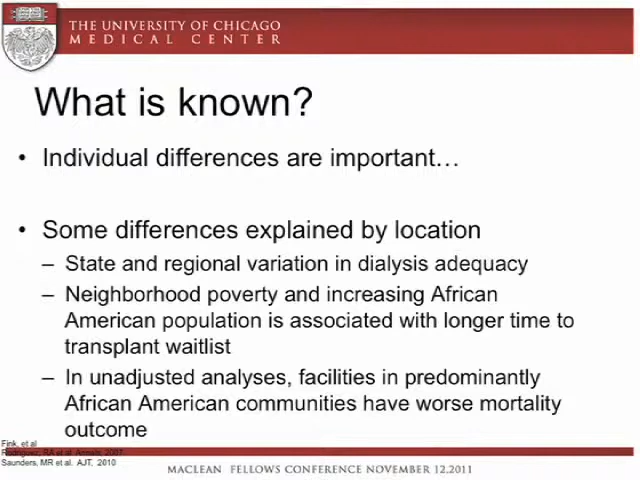 THE UNIVERSITY OF CHICAGO
MEDICAL CENTER
What is known?
• Individual differences are important…
• Some differences explained by location
– State and regional variation in dialysis adequacy
– Neighborhood poverty and increasing African
American population is associated with longer time to
transplant waitlist
– In unadjusted analyses, facilities in predominantly
African American communities have worse mortality
outcome
Fink, et al
Rodriguez, RA et al. Annals, 2007
Saunders, MR et al. AJT, 2010
MACLEAN FELLOWS CONFERENCE NOVEMBER 12,2011